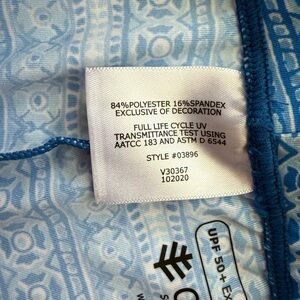 84%POLYESTER 16%SPANDEX
EXCLUSIVE OF DECORATION
FULL LIFE CYCLE UV
TRANSMITTANCE TEST USING
AATCC 183 AND ASTM D 6544
STYLE #03896
V30367
102020
UPF 50+